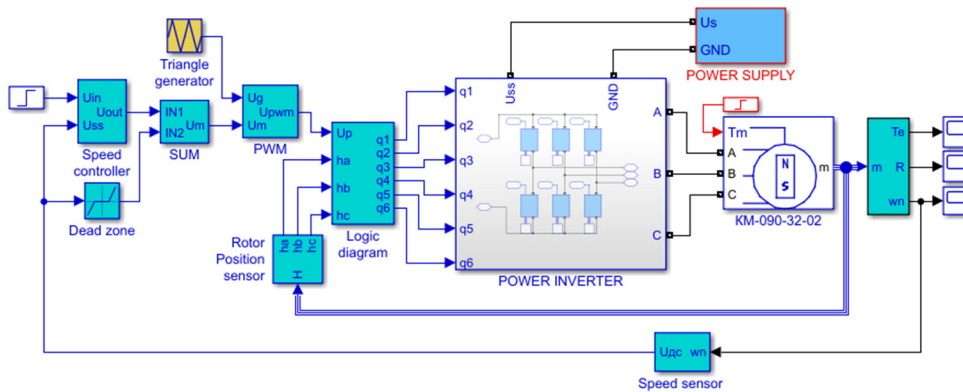 Us
GND
POWER SUPPLY
Triangle
generator
Uin
Uout
Uss
Speed
controller
IN1
IN2
Um
SUM
Ug
Upwm
Um
PWM
Dead zone
Up
ha
hb
hc
q1
q2
q3
q4
q5
q6
Logic
diagram
Rotor
Position
sensor
ha
hb
hc
H
q1
q2
q3
q4
q5
q6
Uss
GND
A
B
C
POWER INVERTER
Tm
A
B
C
m
N
S
КМ-090-32-02
m
Te
R
wn
Uдс
wn
Speed sensor